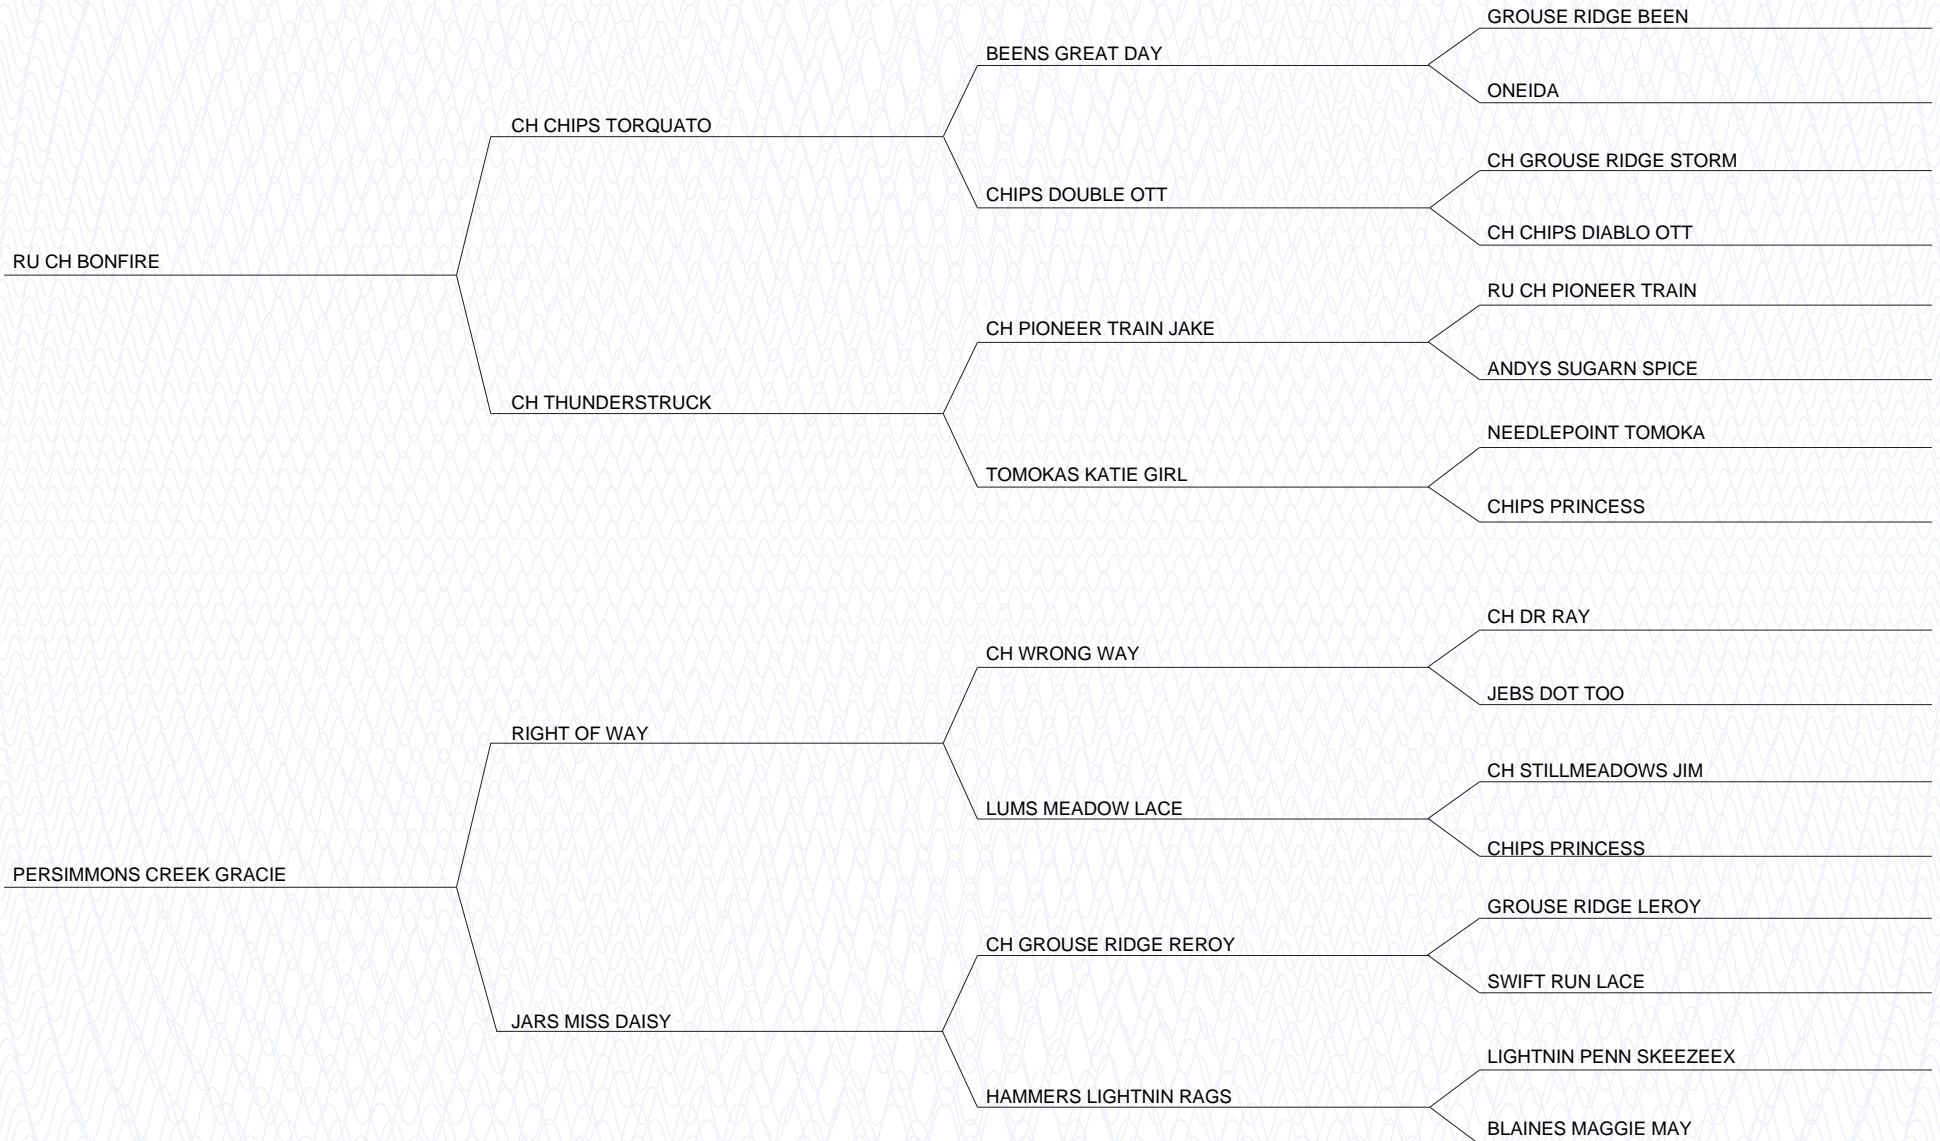 GROUSE RIDGE BEEN
BEENS GREAT DAY
ONEIDA
CH CHIPS TORQUATO
CH GROUSE RIDGE STORM
CHIPS DOUBLE OTT
CH CHIPS DIABLO OTT
RU CH BONFIRE
RU CH PIONEER TRAIN
CH PIONEER TRAIN JAKE
ANDYS SUGARN SPICE
CH THUNDERSTRUCK
NEEDLEPOINT TOMOKA
TOMOKAS KATIE GIRL
CHIPS PRINCESS
CH DR RAY
CH WRONG WAY
JEBS DOT TOO
RIGHT OF WAY
CH STILLMEADOWS JIM
LUMS MEADOW LACE
CHIPS PRINCESS
PERSIMMONS CREEK GRACIE
GROUSE RIDGE LEROY
CH GROUSE RIDGE REROY
SWIFT RUN LACE
JARS MISS DAISY
LIGHTNIN PENN SKEEZEEX
HAMMERS LIGHTNIN RAGS
BLAINES MAGGIE MAY